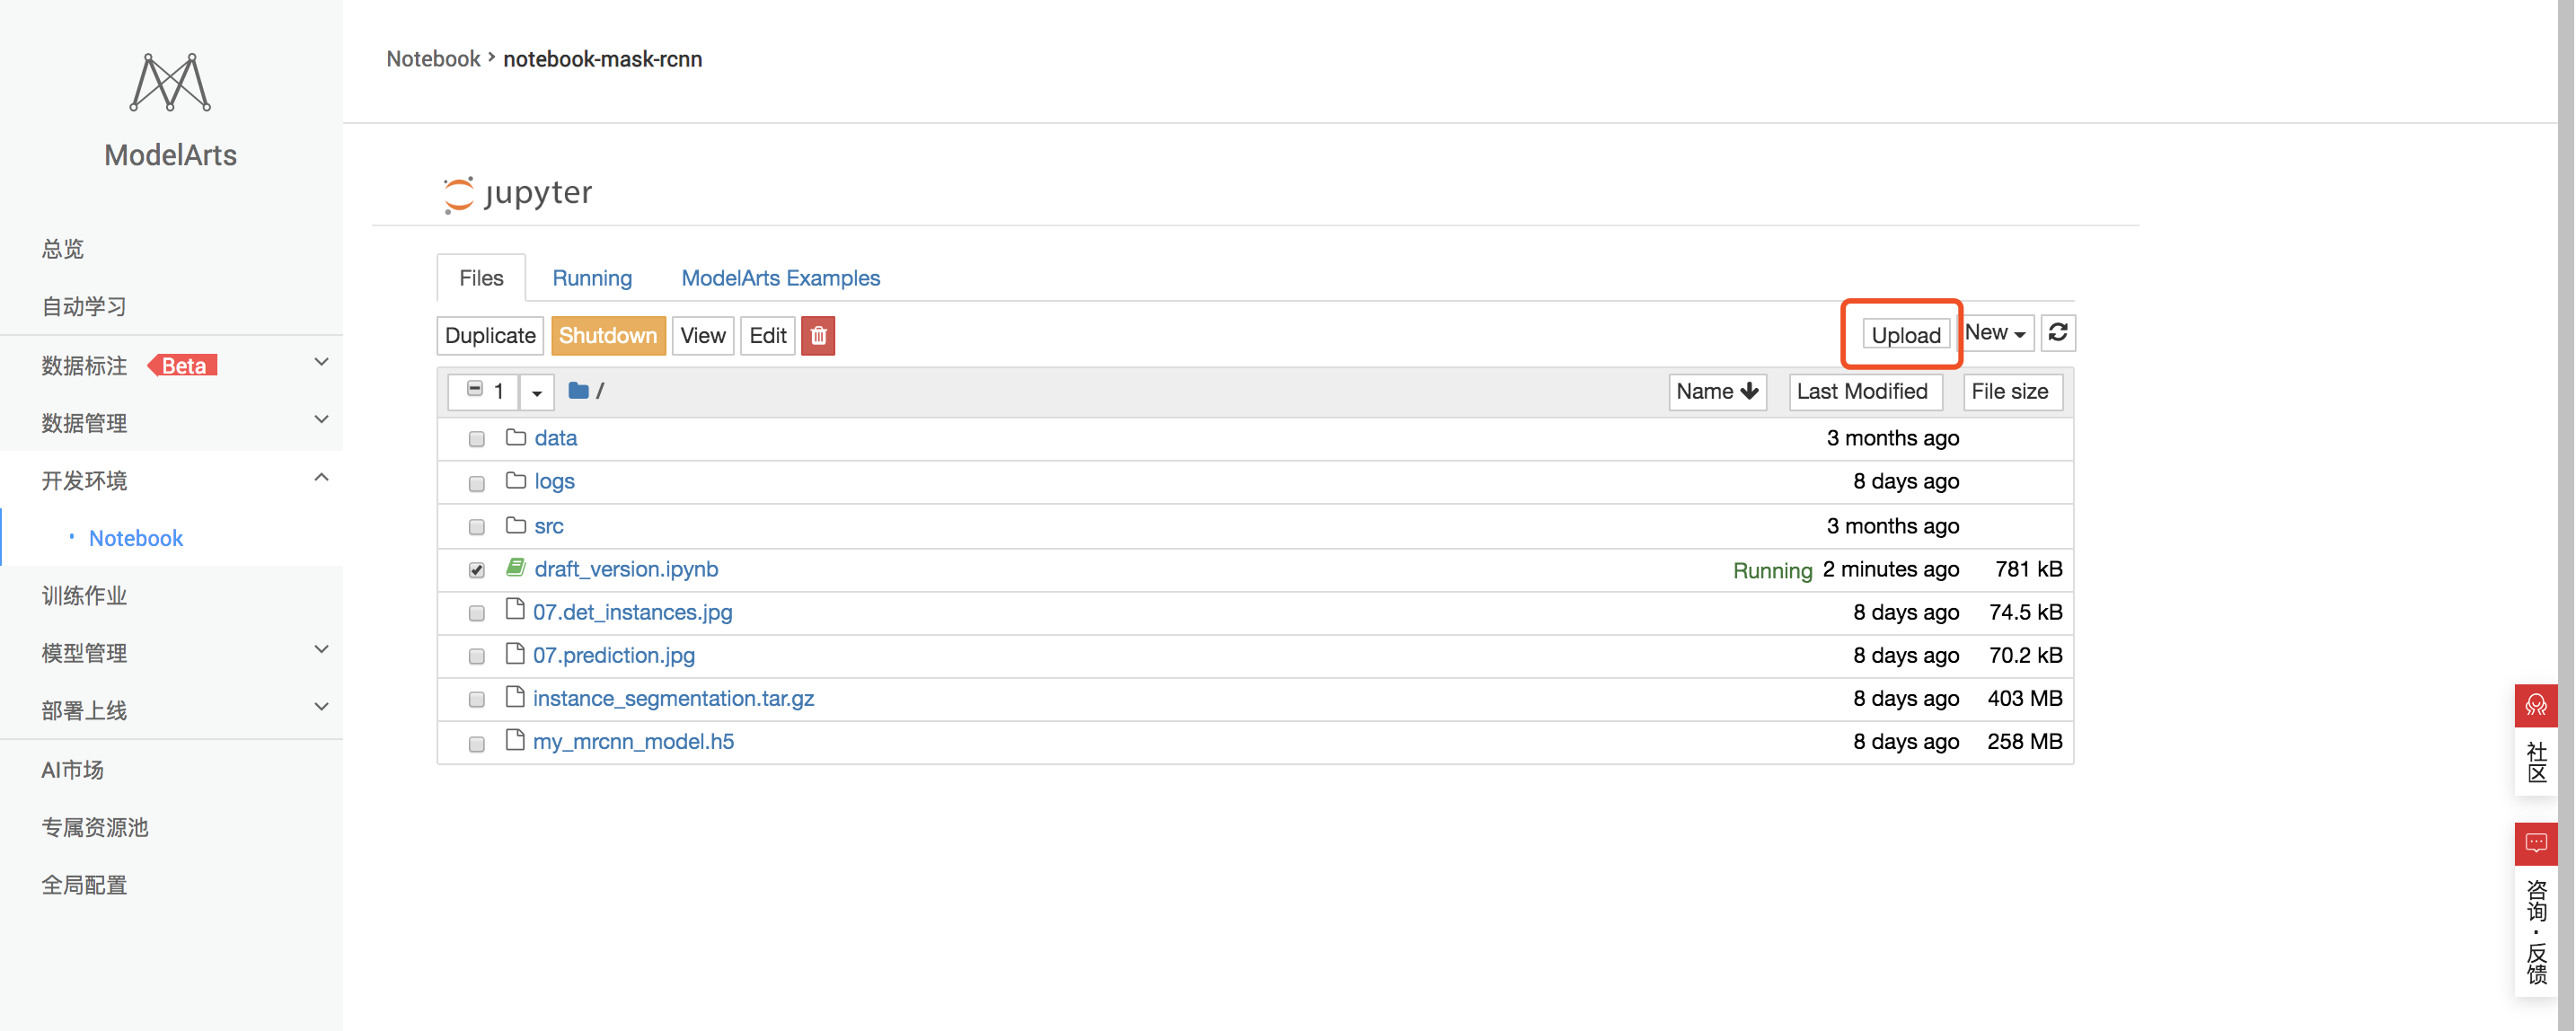 ModelArts
总览
自动学习
数据标注 Beta
数据管理
开发环境
Notebook
训练作业
模型管理
部署上线
AI市场
专属资源池
全局配置
Notebook > notebook-mask-rcnn
jupyter
Files Running ModelArts Examples
Duplicate Shutdown View Edit Upload New
1 / Name Last Modified File size
data 3 months ago
logs 8 days ago
src 3 months ago
draft_version.ipynb Running 2 minutes ago 781 kB
07.det_instances.jpg 8 days ago 74.5 kB
07.prediction.jpg 8 days ago 70.2 kB
instance_segmentation.tar.gz 8 days ago 403 MB
my_mrcnn_model.h5 8 days ago 258 MB
社区
咨询·反馈